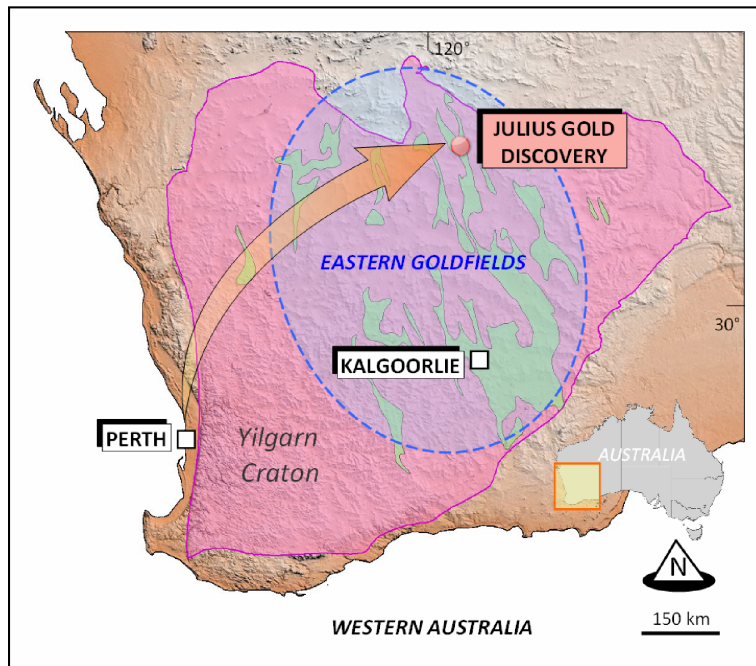 120°
JULIUS GOLD
DISCOVERY
EASTERN GOLDFIELDS
30°
KALGOORLIE
PERTH
Yilgarn
Craton
AUSTRALIA
N
150 km
WESTERN AUSTRALIA